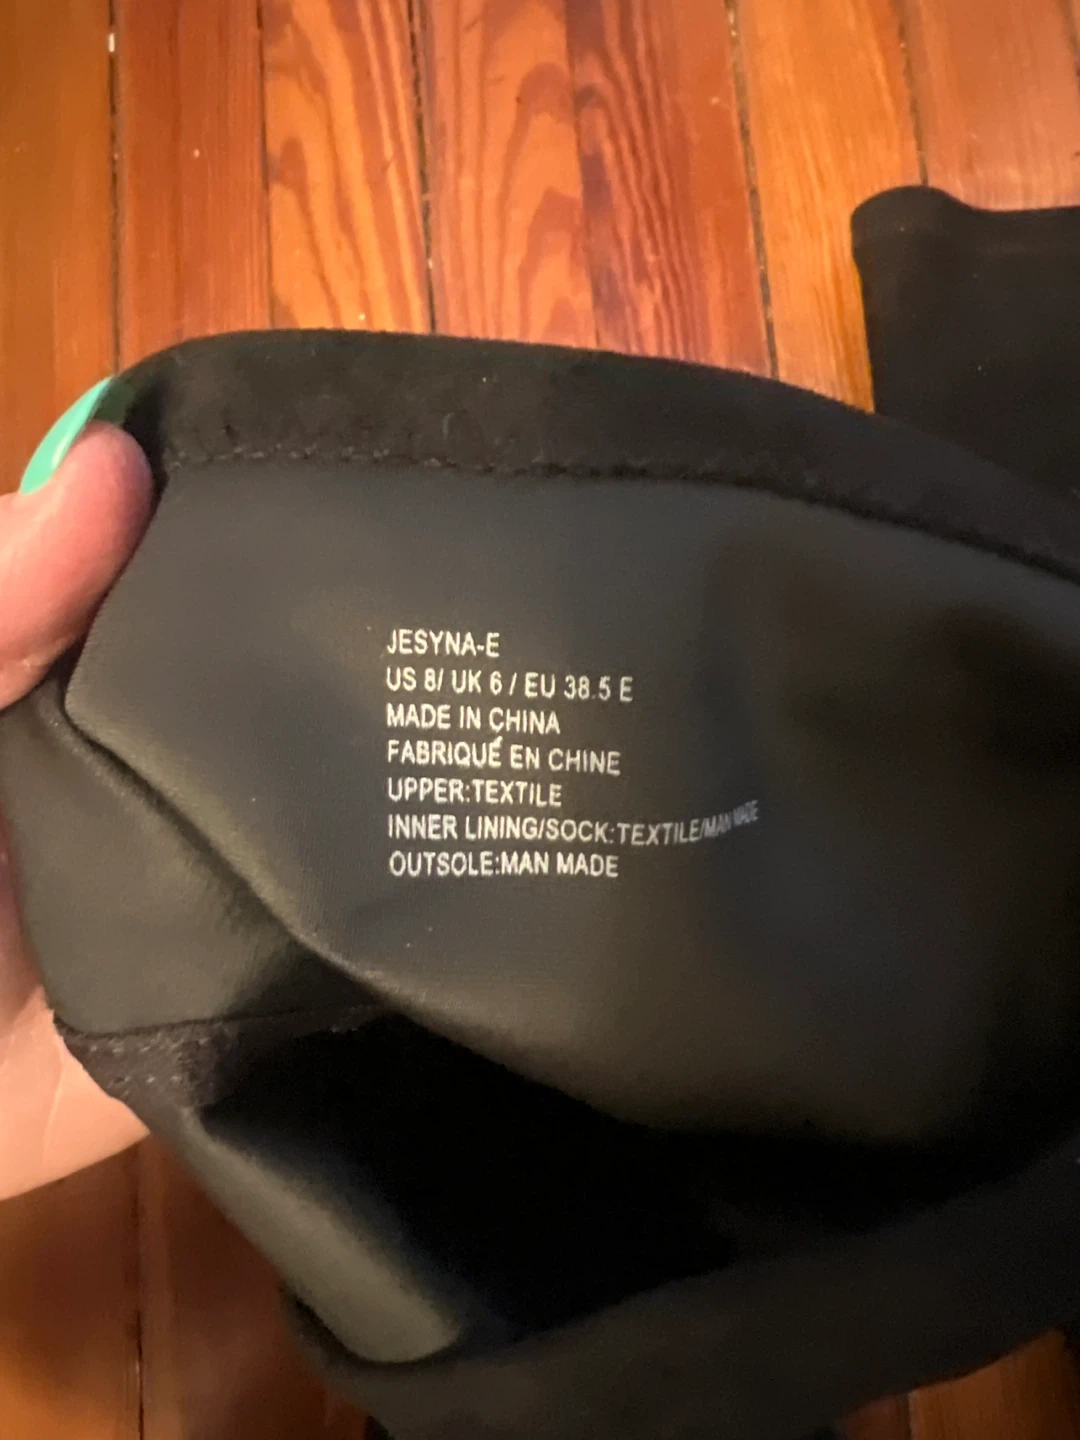 JESYNA-E
US 8/ UK 6 / EU 38.5 E
MADE IN CHINA
FABRIQUÉ EN CHINE
UPPER:TEXTILE
INNER LINING/SOCK:TEXTILE/MAN MADE
OUTSOLE:MAN MADE